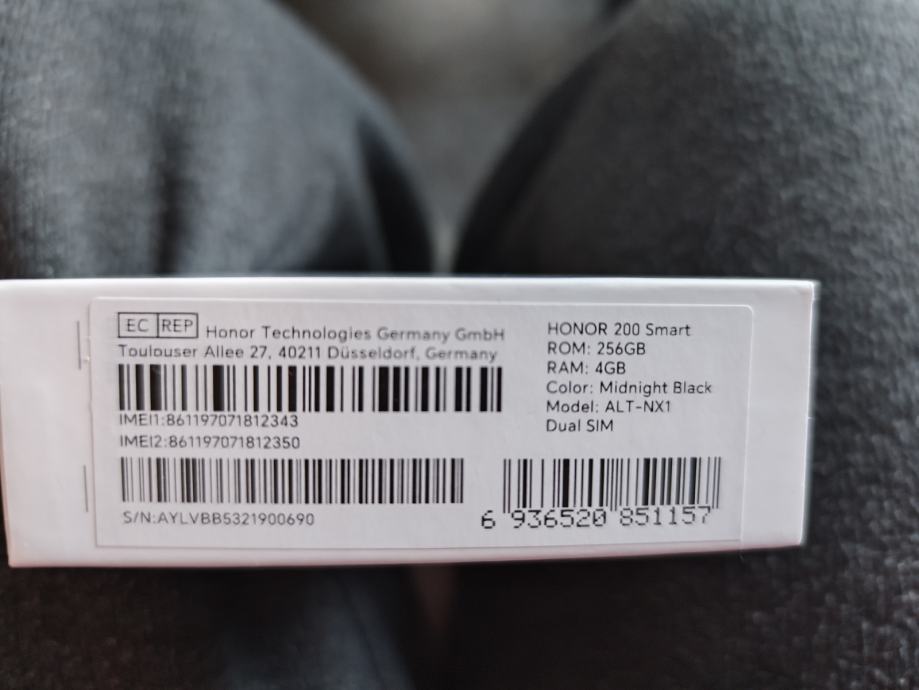 EC REP Honor Technologies Germany GmbH
Toulouser Allee 27, 40211 Düsseldorf, Germany
IMEI1:861197071812343
IMEI2:861197071812350
S/N:AYLVBB5321900690
HONOR 200 Smart
ROM: 256GB
RAM: 4GB
Color: Midnight Black
Model: ALT-NX1
Dual SIM
6 936520 851157